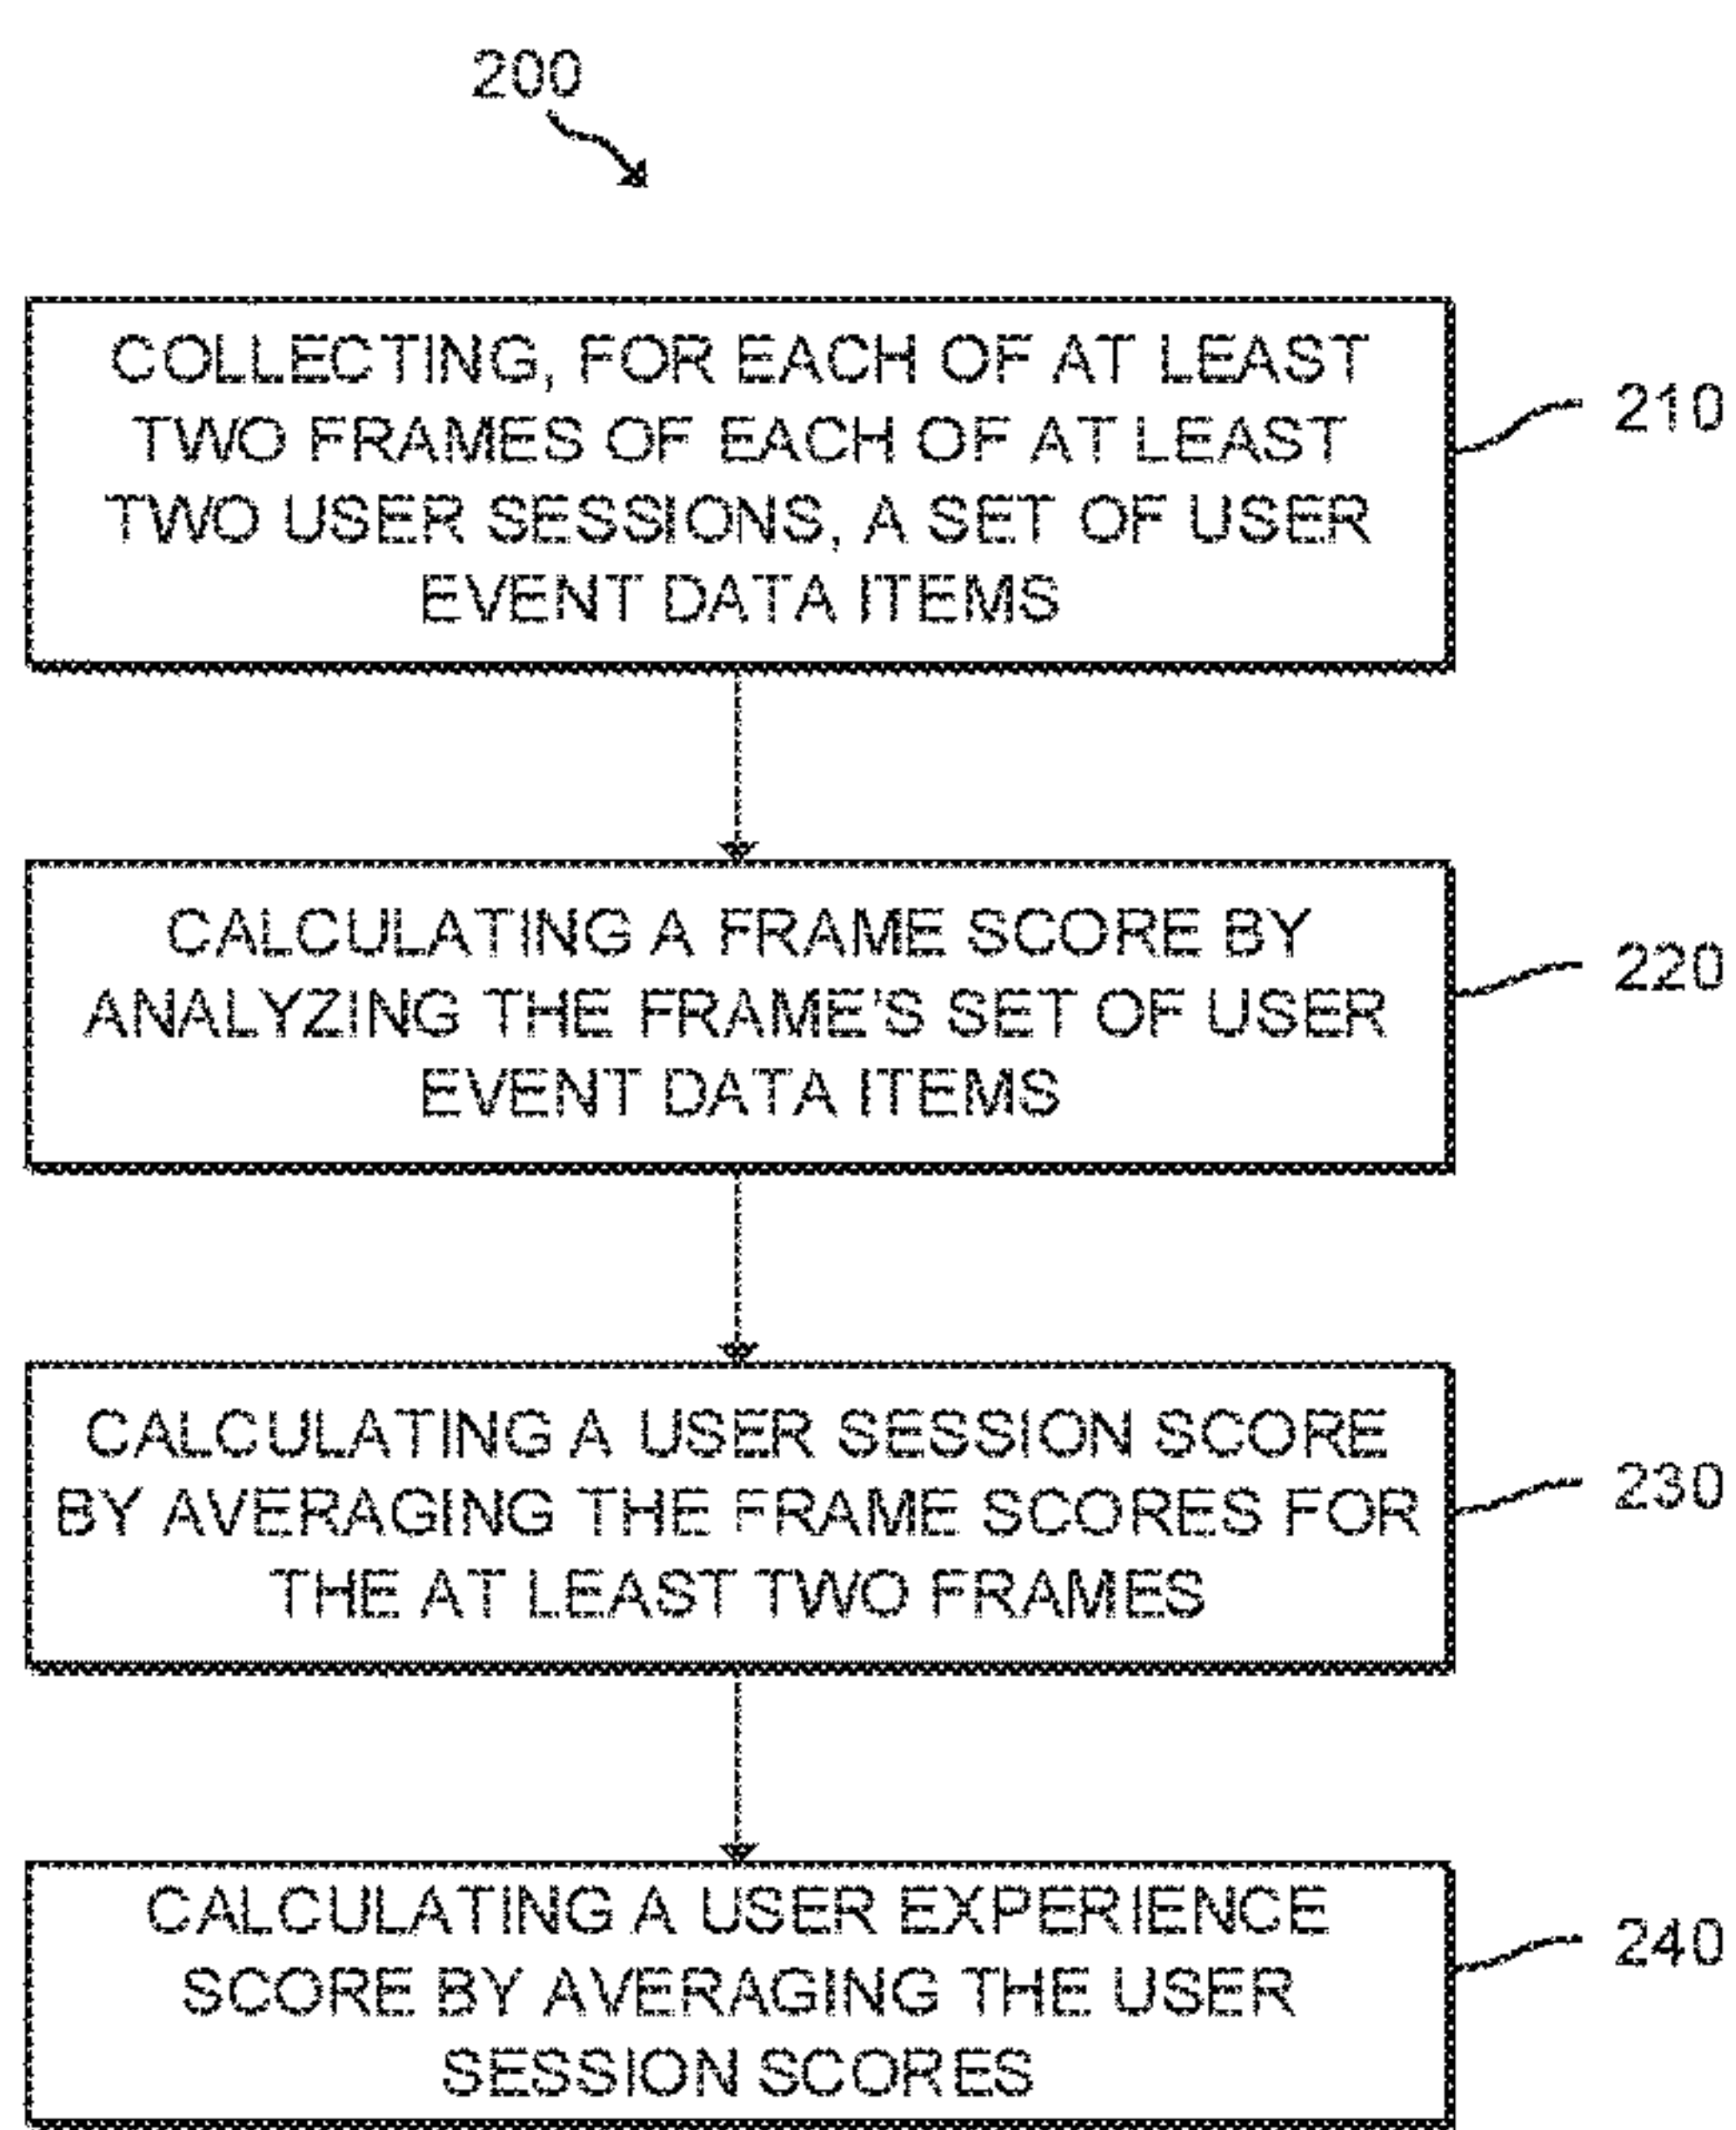 200
COLLECTING, FOR EACH OF AT LEAST
TWO FRAMES OF EACH OF AT LEAST
TWO USER SESSIONS, A SET OF USER
EVENT DATA ITEMS
210
CALCULATING A FRAME SCORE BY
ANALYZING THE FRAME'S SET OF USER
EVENT DATA ITEMS
220
CALCULATING A USER SESSION SCORE
BY AVERAGING THE FRAME SCORES FOR
THE AT LEAST TWO FRAMES
230
CALCULATING A USER EXPERIENCE
SCORE BY AVERAGING THE USER
SESSION SCORES
240